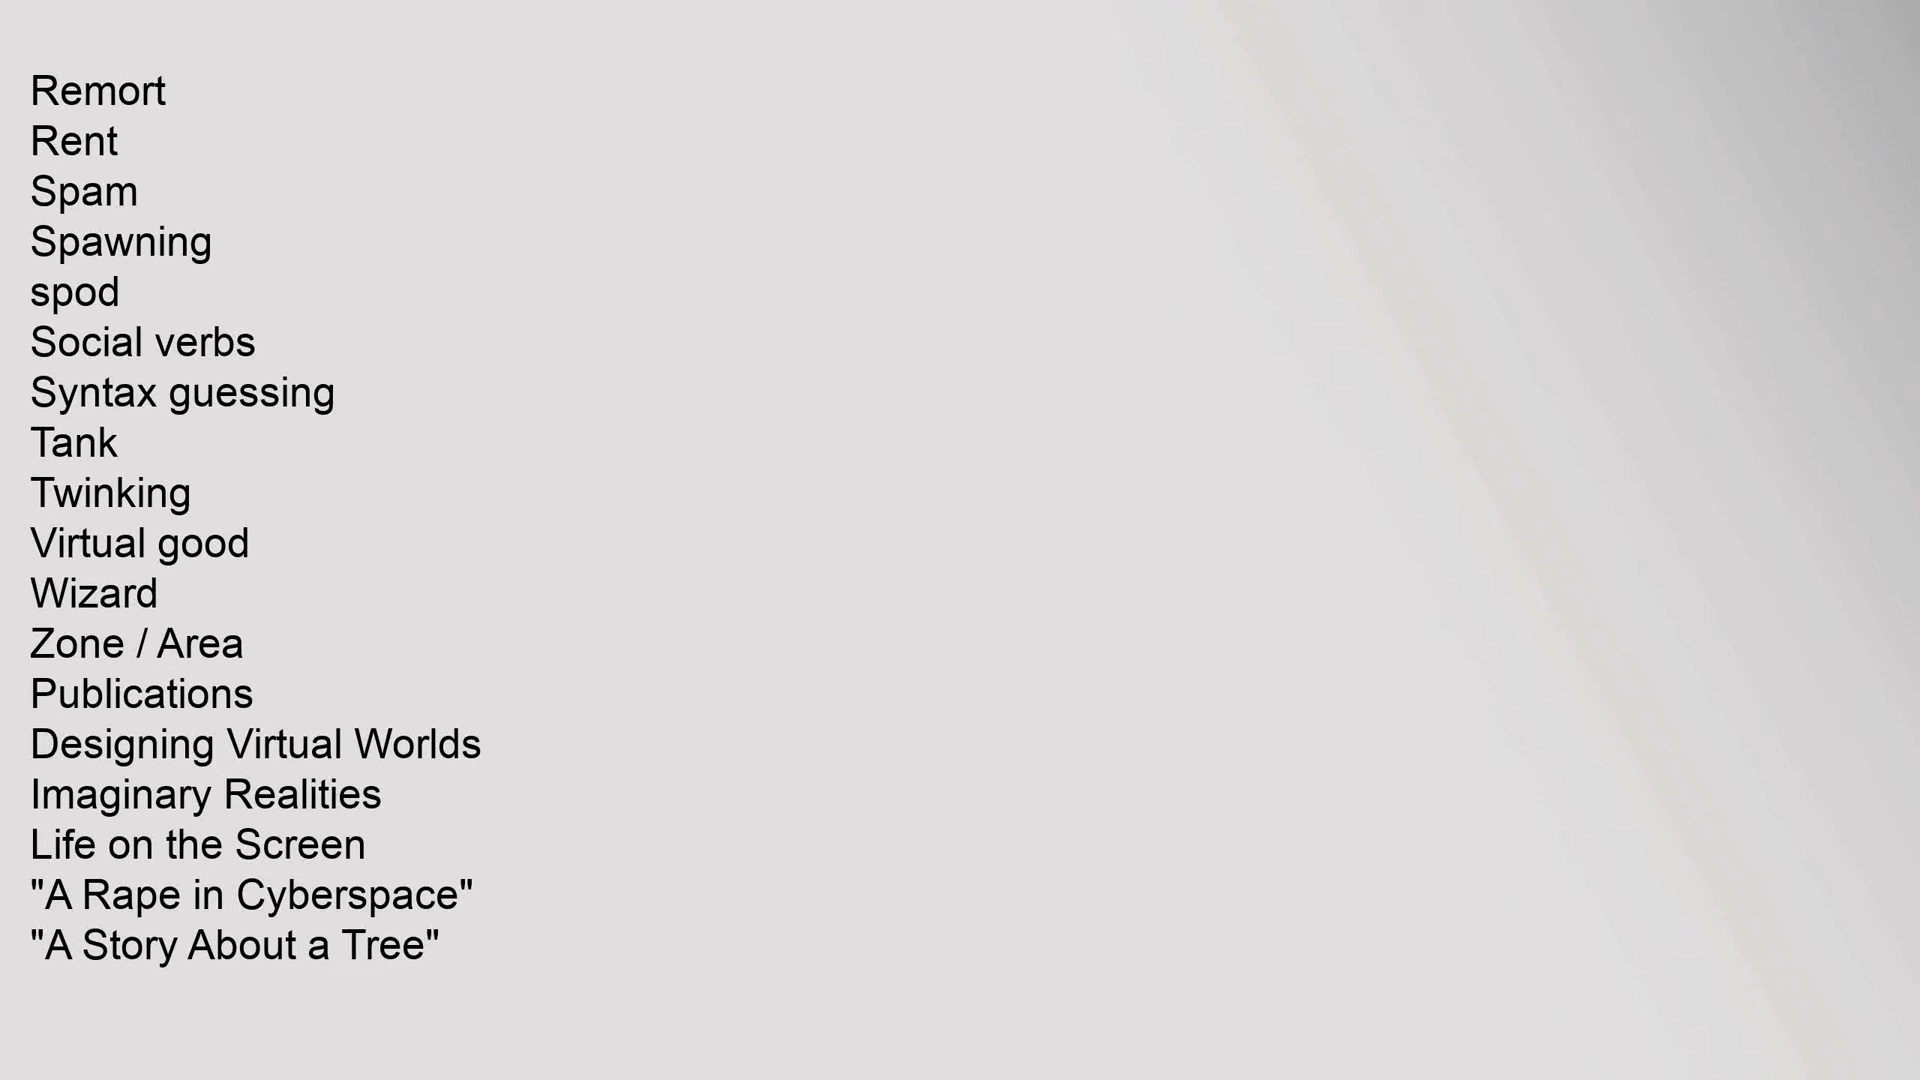 Remort
Rent
Spam
Spawning
spod
Social verbs
Syntax guessing
Tank
Twinking
Virtual good
Wizard
Zone / Area
Publications
Designing Virtual Worlds
Imaginary Realities
Life on the Screen
"A Rape in Cyberspace"
"A Story About a Tree"